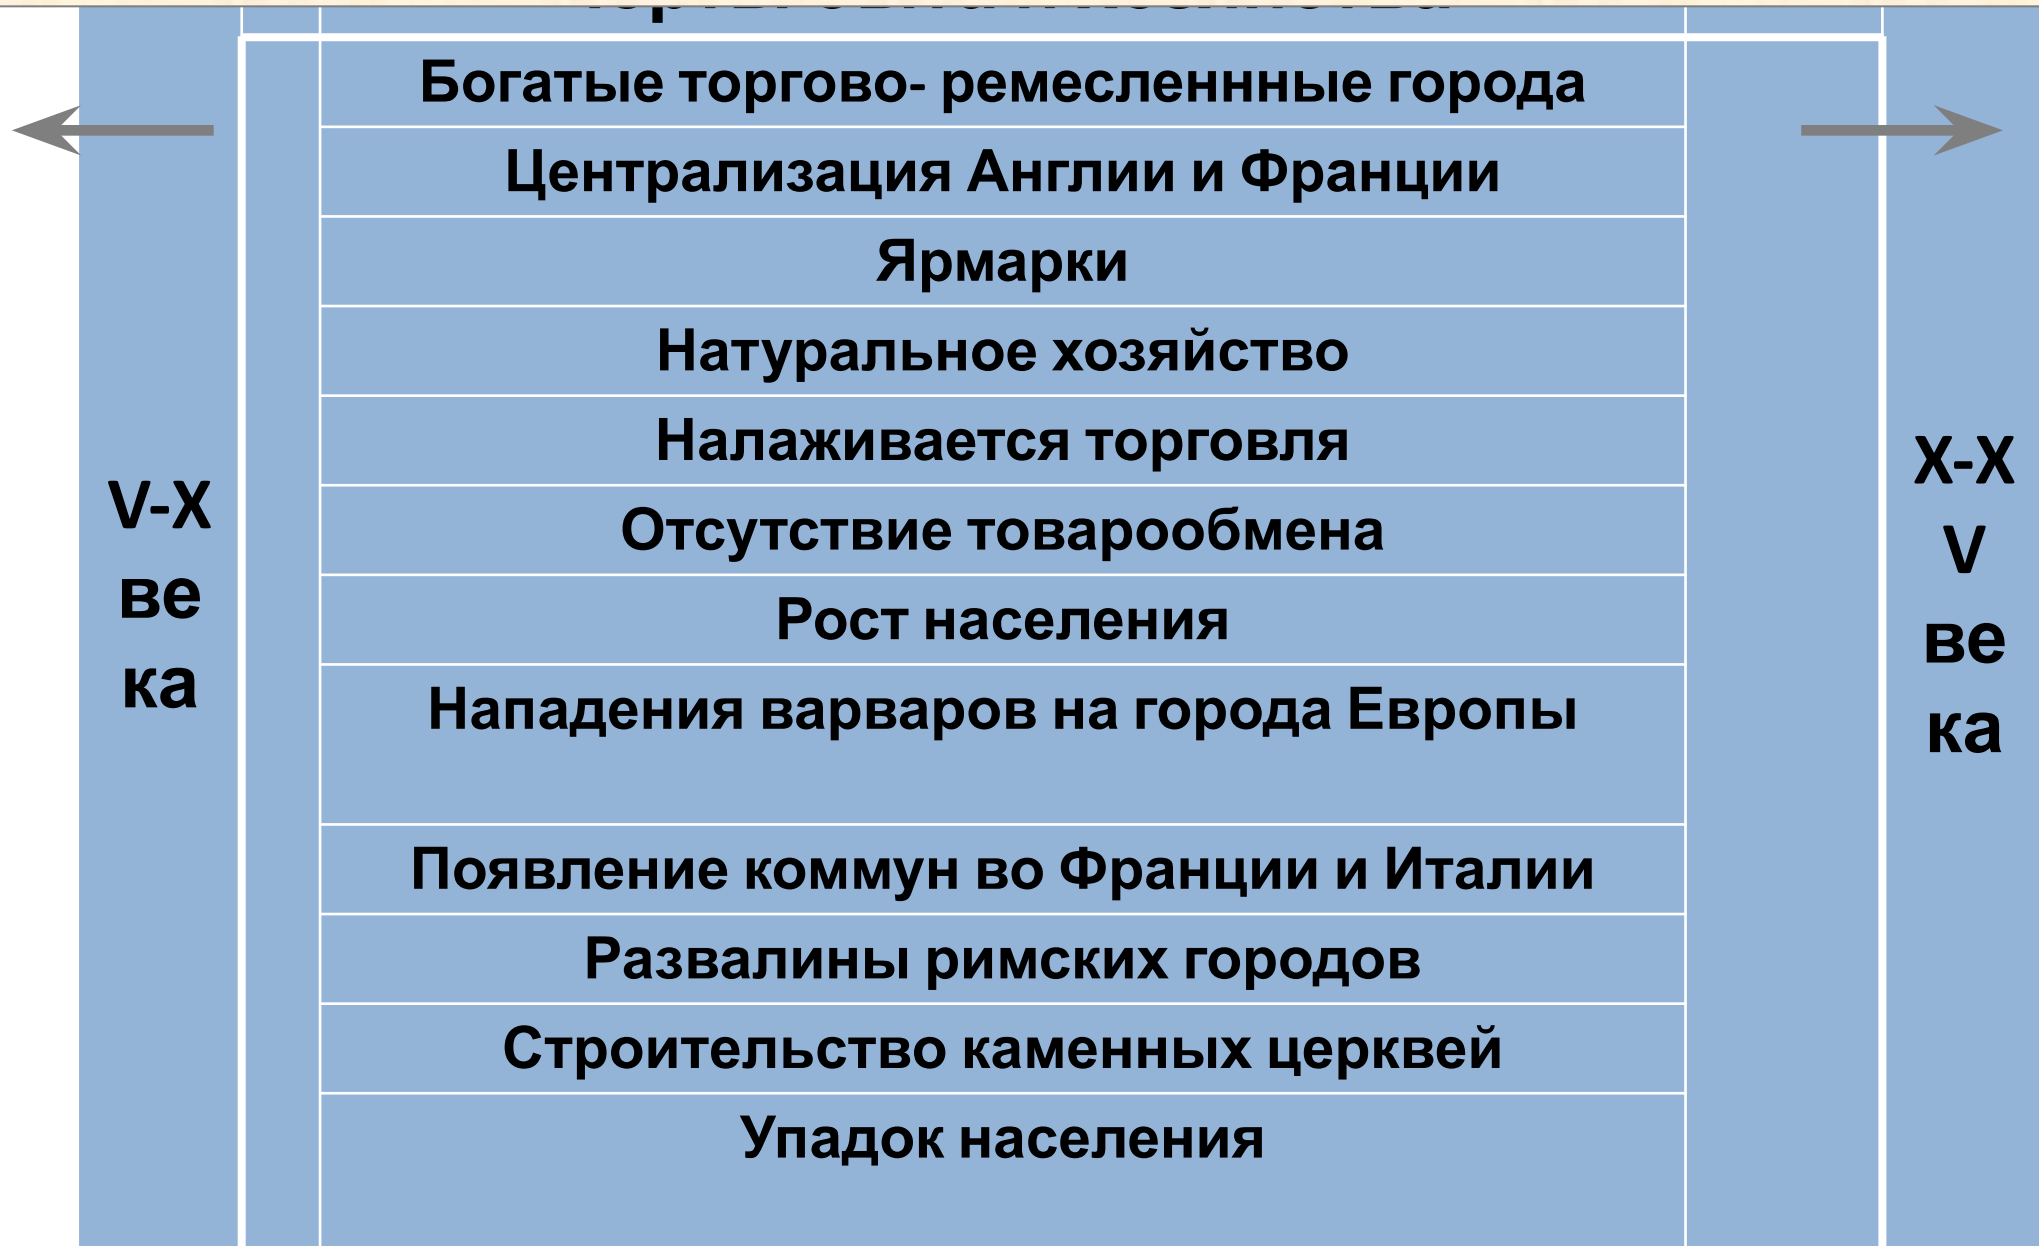 Богатые торгово- ремесленнные города
Централизация Англии и Франции
Ярмарки
Натуральное хозяйство
Налаживается торговля
Отсутствие товарообмена
Рост населения
Нападения варваров на города Европы
Появление коммун во Франции и Италии
Развалины римских городов
Строительство каменных церквей
Упадок населения
V-X
ве
ка
X-X
V
ве
ка